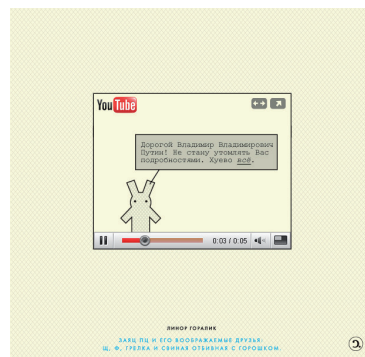 YouTube
Дорогой Владимир Владимирович
Путин! Не стану утомлять Вас
подробностями. Хуево всё.
0:03 / 0:05
ЛИНОР ГОРАЛИК
ЗАЯЦ ПЦ И ЕГО ВООБРАЖАЕМЫЕ ДРУЗЬЯ:
Щ, Ф, ГРЕЛКА И СВИНАЯ ОТБИВНАЯ С ГОРОШКОМ.